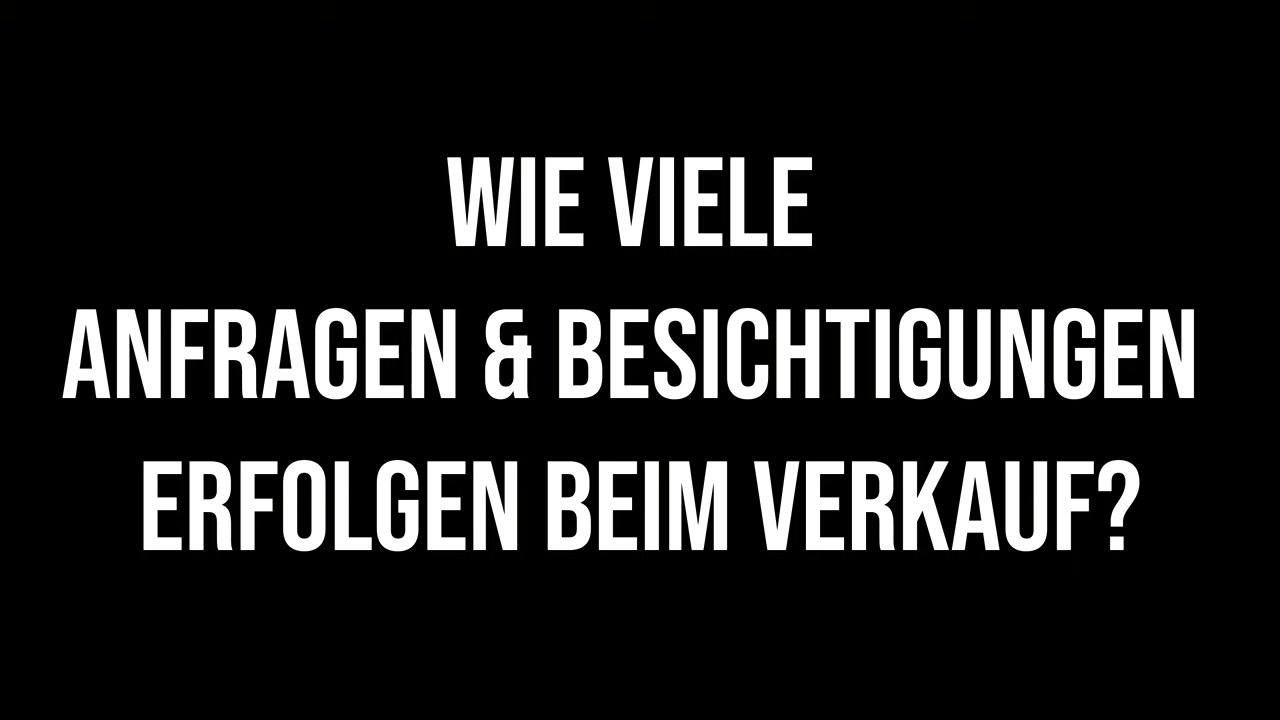 WIE VIELE
ANFRAGEN & BESICHTIGUNGEN
ERFOLGEN BEIM VERKAUF?